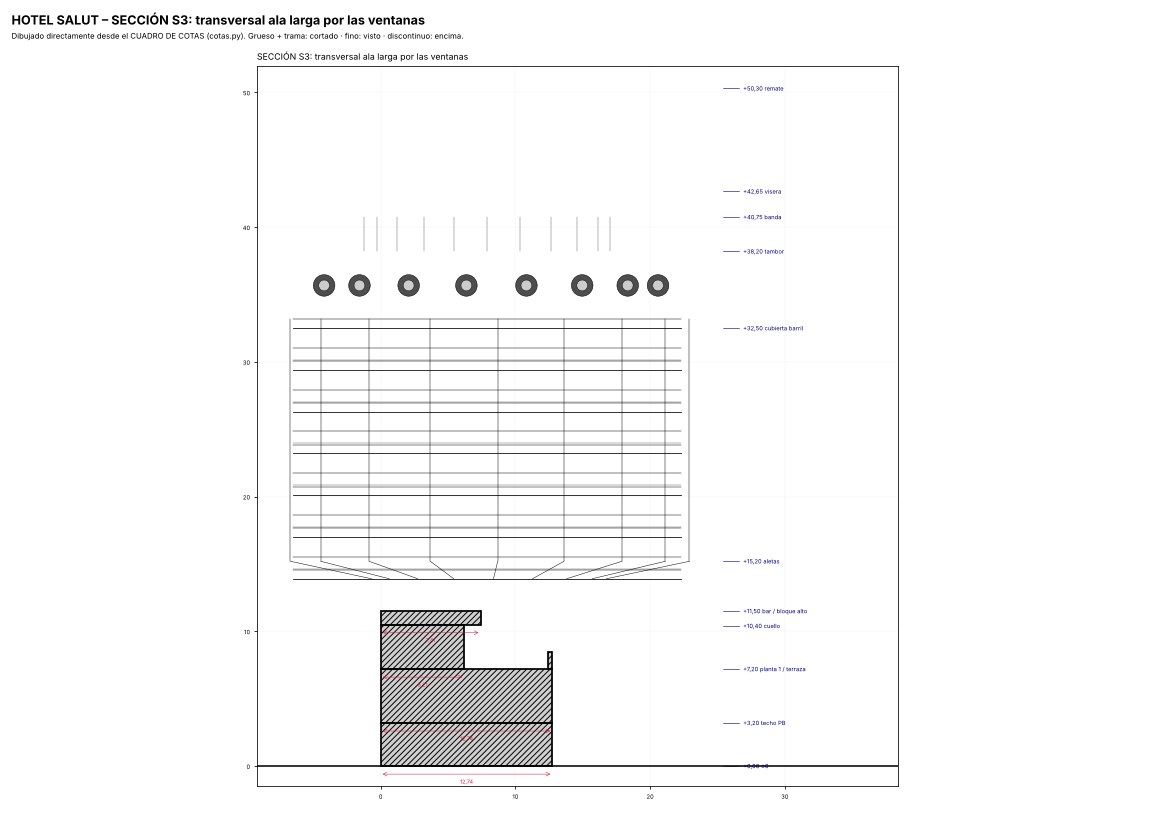 HOTEL SALUT – SECCIÓN S3: transversal ala larga por las ventanas
Dibujado directamente desde el CUADRO DE COTAS (cotas.py). Grueso + trama: cortado · fino: visto · discontinuo: encima.
SECCIÓN S3: transversal ala larga por las ventanas
50
+50,30 remate
+42,65 visera
+40,75 banda
40
+38,20 tambor
+32,50 cubierta barril
30
20
+15,20 aletas
+11,50 bar / bloque alto
10
+10,40 cuello
+7,20 planta 1 / terraza
+3,20 techo PB
0
12,74
0
10
20
30